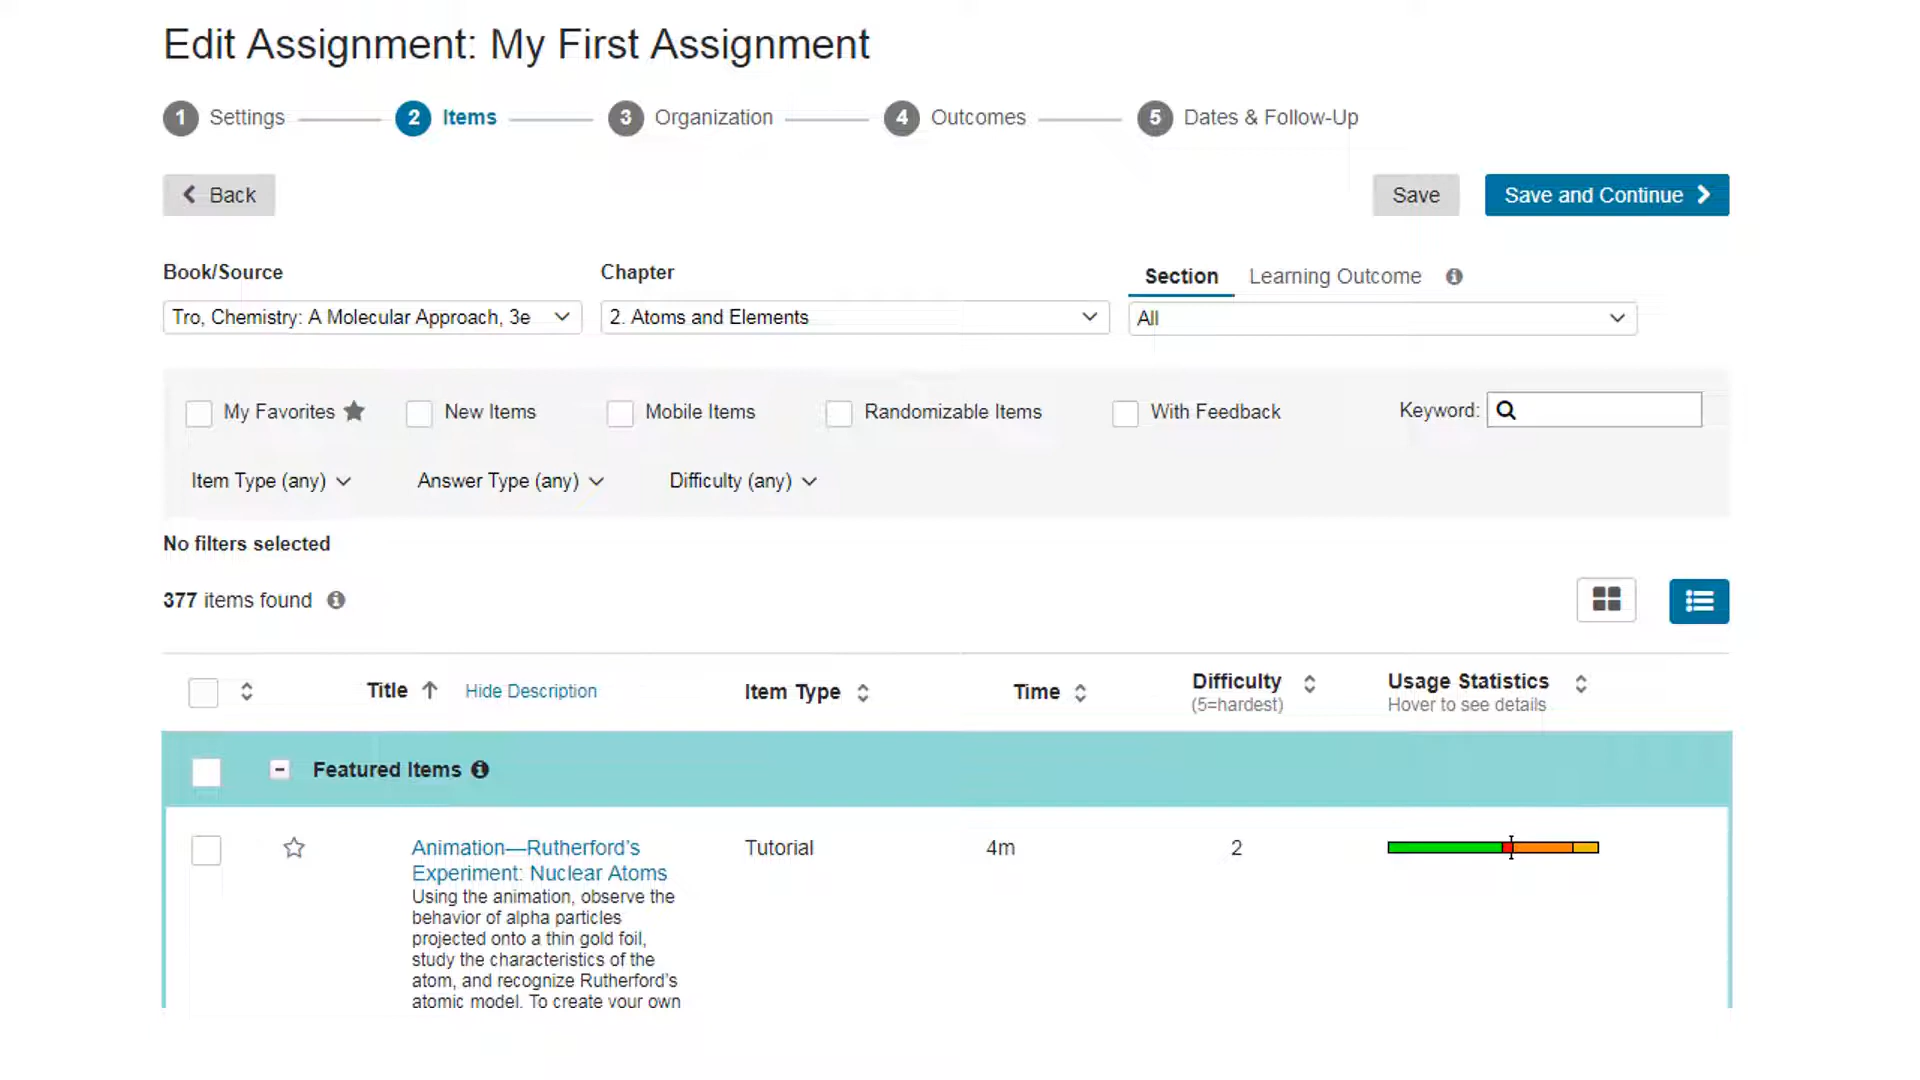 Edit Assignment: My First Assignment
1 Settings 2 Items 3 Organization 4 Outcomes 5 Dates & Follow-Up
Back Save Save and Continue
Book/Source Chapter Section Learning Outcome
Tro, Chemistry: A Molecular Approach, 3e 2. Atoms and Elements All
My Favorites New Items Mobile Items Randomizable Items With Feedback Keyword:
Item Type (any) Answer Type (any) Difficulty (any)
No filters selected
377 items found
Title Hide Description Item Type Time Difficulty Usage Statistics
(5=hardest) Hover to see details
Featured Items
Animation—Rutherford’s Tutorial 4m 2
Experiment: Nuclear Atoms
Using the animation, observe the
behavior of alpha particles
projected onto a thin gold foil,
study the characteristics of the
atom, and recognize Rutherford’s
atomic model. To create your own